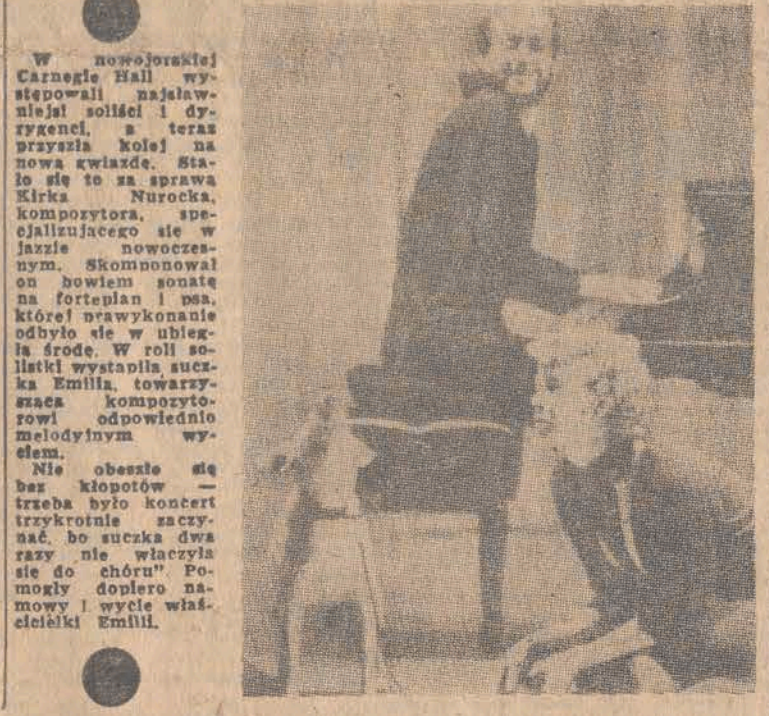 W nowojorskiej
Carnegie Hall wy-
stępowali najsław-
niejsi soliści i dy-
rygenci, a teraz
przyszła kolej na
nową gwiazdę. Sta-
ło się to za sprawą
Kirka Nurocka,
kompozytora, spe-
cjalizującego się w
jazzie nowoczes-
nym. Skomponował
on bowiem sonatę
na fortepian i psa,
której prawykonanie
odbyło się w ubieg-
łą środę. W roli so-
listki wystąpiła sucz-
ka Emilia, towarzy-
sząca kompozyto-
rowi odpowiednio
melodyjnym wy-
ciem.
Nie obeszło się
bez kłopotów —
trzeba było koncert
trzykrotnie zaczy-
nać, bo suczka dwa
razy nie włączyła
się do chóru". Po-
mogły dopiero na-
mowy i wycie właś-
cicielki Emilii.